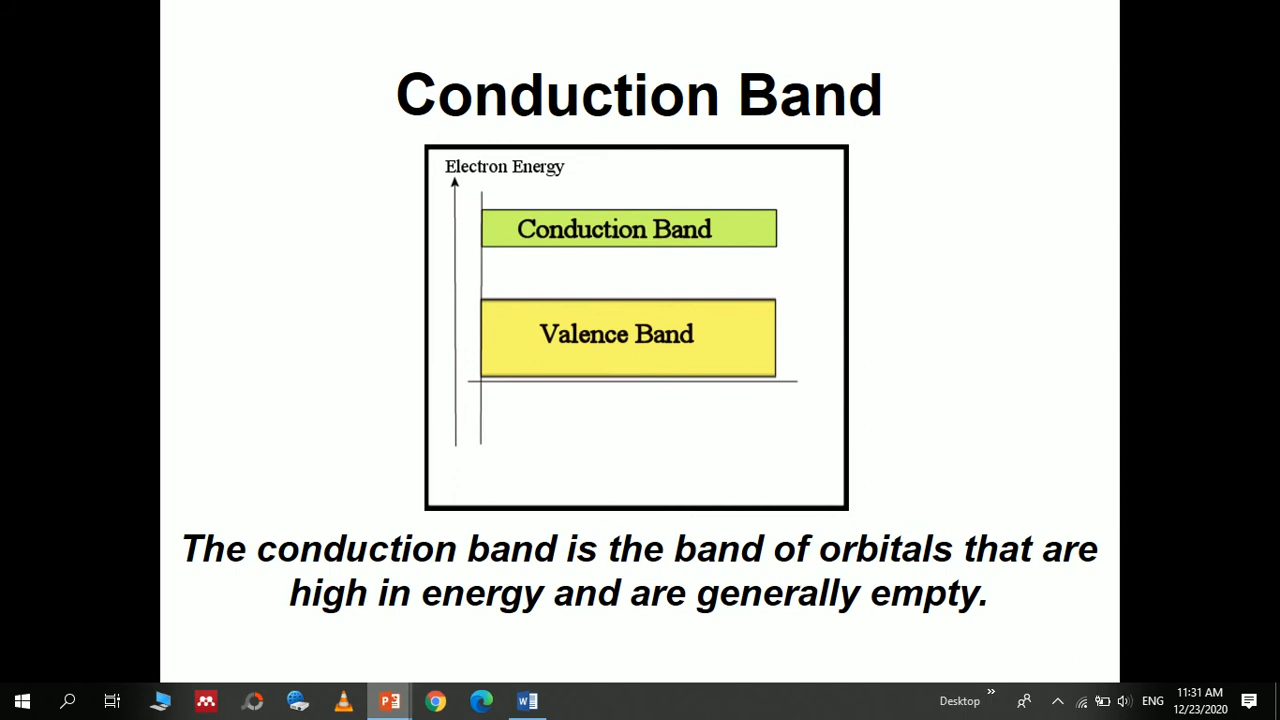 Conduction Band
Electron Energy
Conduction Band
Valence Band
The conduction band is the band of orbitals that are
high in energy and are generally empty.
Desktop
»
ENG
11:31 AM
12/23/2020